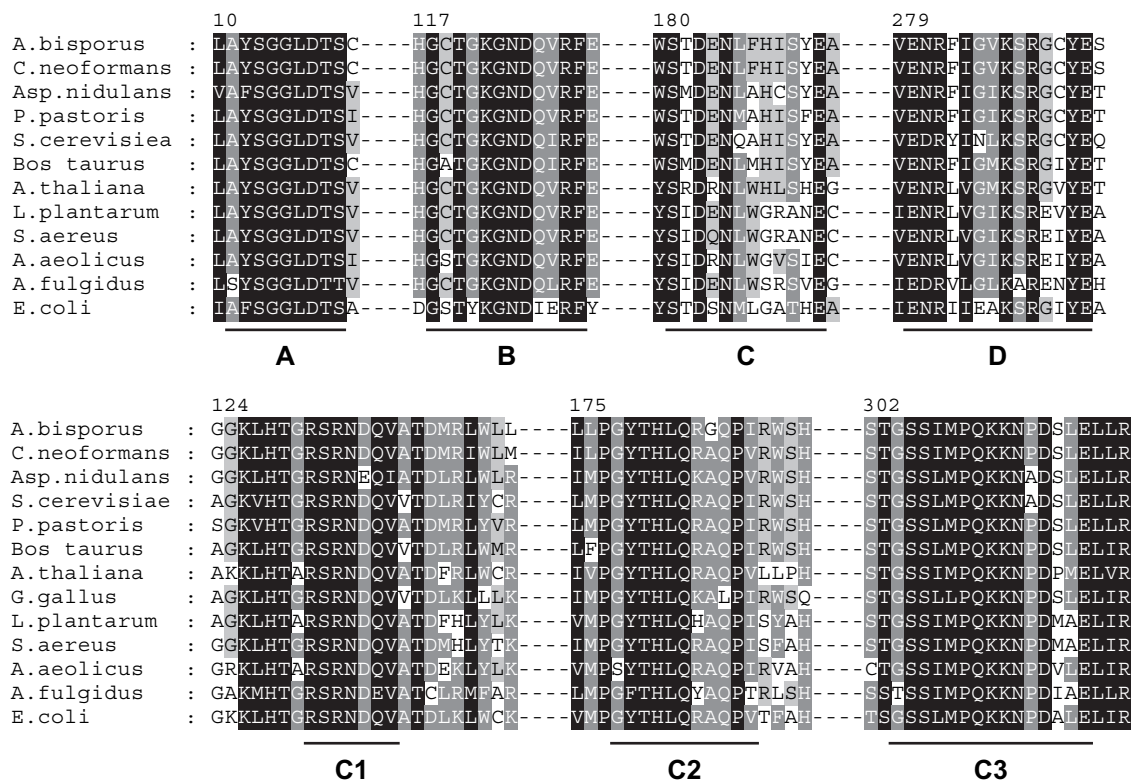 10 117 180 279
A.bisporus : LAYSGGLDTSC----HGCTGKGNDQVRFE----WSTDENLFHISYEA----VENRFIGVKSRGCYES
C.neoformans : LAYSGGLDTSC----HGCTGKGNDQVRFE----WSTDENLFHISYEA----VENRFIGVKSRGCYES
Asp.nidulans : VAFSGGLDTSV----HGCTGKGNDQVRFE----WSMDENLAHCSYEA----VENRFIGIKSRGCYET
P.pastoris : LAYSGGLDTSI----HGCTGKGNDQVRFE----WSTDENMAHISFEA----VENRFIGIKSRGCYET
S.cerevisiea : LAYSGGLDTSV----HGCTGKGNDQIRFE----WSTDENQAHISYEA----VEDRYINLKSRGCYEQ
Bos taurus : LAYSGGLDTSC----HGATGKGNDQVRFE----WSMDENLMHISYEA----VENRFIGMKSRGIYET
A.thaliana : LAYSGGLDTSV----HGCTGKGNDQVRFE----YSRDRNLWHLSHEG----VENRLVGMKSRGVYET
L.plantarum : LAYSGGLDTSV----HGCTGKGNDQVRFE----YSIDENLWGRANEC----IENRLVGIKSREVYEA
S.aereus : LAYSGGLDTSV----HGCTGKGNDQVRFE----YSIDQNLWGRANEC----VENRLVGIKSREIYEA
A.aeolicus : LAYSGGLDTSI----HGSTGKGNDQVRFE----YSIDRNLWGVSIEC----VENRLVGIKSREIYEA
A.fulgidus : LSYSGGLDTTV----HGCTGKGNDQLRFE----YSIDENLWSRSVEG----IEDRVLGLKARENYEH
E.coli : IAFSGGLDTSA----DGSTYKGNDIERFY----YSTDSNMLGATHEA----IENRIIEAKSRGIYEA
A B C D
124 175 302
A.bisporus : GGKLHTGRSRNDQVATDMRLWLL----LLPGYTHLQRGQPIRWSH----STGSSIMPQKKNPDSLELLR
C.neoformans : GGKLHTGRSRNDQVATDMRIWLM----ILPGYTHLQRAQPVRWSH----STGSSLMPQKKNPDSLELLR
Asp.nidulans : GGKLHTGRSRNEQIATDLRLWLR----IMPGYTHLQKAQPIRWSH----STGSSLMPQKKNADSLELLR
S.cerevisiae : AGKVHTGRSRNDQVVTDLRIYCR----LMPGYTHLQRAQPIRWSH----STGSSLMPQKKNADSLELLR
P.pastoris : SGKVHTGRSRNDQVATDMRLYVR----LMPGYTHLQRAQPIRWSH----STGSSLMPQKKNPDSLELLR
Bos taurus : AGKLHTGRSRNDQVVTDLRLWMR----LFPGYTHLQRAQPIRWSH----STGSSLMPQKKNPDSLELIR
A.thaliana : AKKLHTARSRNDQVATDFRLWCR----IVPGYTHLQRAQPVLLPH----STGSSIMPQKKNPDPMELVR
G.gallus : AGKLHTGRSRNDQVVTDLKLLLK----IMPGYTHLQKALPIRWSQ----STGSSLLPQKKNPDSLELIR
L.plantarum : AGKLHTARSRNDQVATDFHLYLK----VMPGYTHLQHAQPISYAH----STGSSIMPQKKNPDMAELIR
S.aereus : GGKLHTGRSRNDQVATDMHLYTK----VMPGYTHLQRAQPISFAH----STGSSIMPQKKNPDMAELIR
A.aeolicus : GRKLHTARSRNDQVATDEKLYLK----VMPSYTHLQRAQPIRVAH----CTGSSIMPQKKNPDVLELIR
A.fulgidus : GAKMHTGRSRNDEVATCLRMFAR----LMPGFTHLQYAQPTRLSH----SSTSSIMPQKKNPDIAELLR
E.coli : GKKLHTGRSRNDQVATDLKLWCK----VMPGYTHLQRAQPVTFAH----TSGSSLMPQKKNPDALELIR
C1 C2 C3